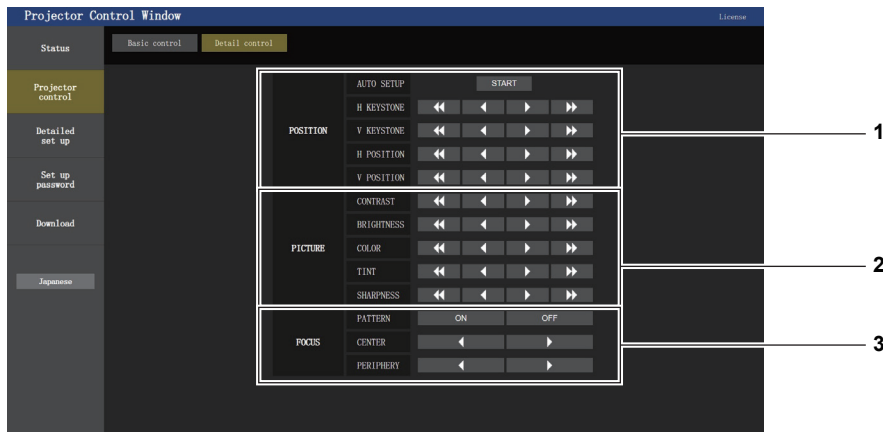 Projector Control Window
License
Status
Basic control
Detail control
Projector
control
Detailed
set up
Set up
password
Download
Japanese
POSITION
AUTO SETUP
START
H KEYSTONE
V KEYSTONE
H POSITION
V POSITION
1
PICTURE
CONTRAST
BRIGHTNESS
COLOR
TINT
SHARPNESS
2
FOCUS
PATTERN
ON
OFF
CENTER
PERIPHERY
3